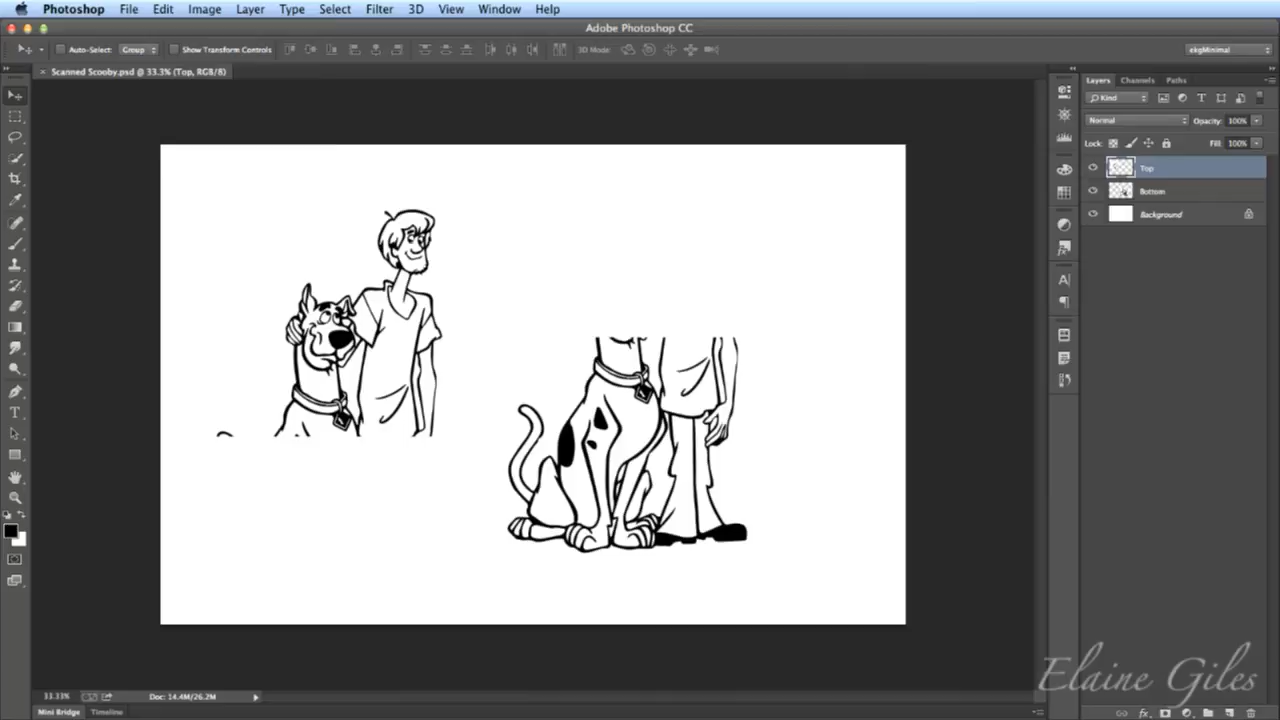 Photoshop File Edit Image Layer Type Select Filter 3D View Window Help
Adobe Photoshop CC
Auto-Select: Group Show Transform Controls 3D Mode: ekgMinimal
Scanned Scooby.psd @ 33.3% (Top, RGB/8)
Layers Channels Paths
Kind
Normal Opacity: 100%
Lock: Fill: 100%
Top
Bottom
Background
33.33% Doc: 14.4M/26.2M
Mini Bridge Timeline
Elaine Giles